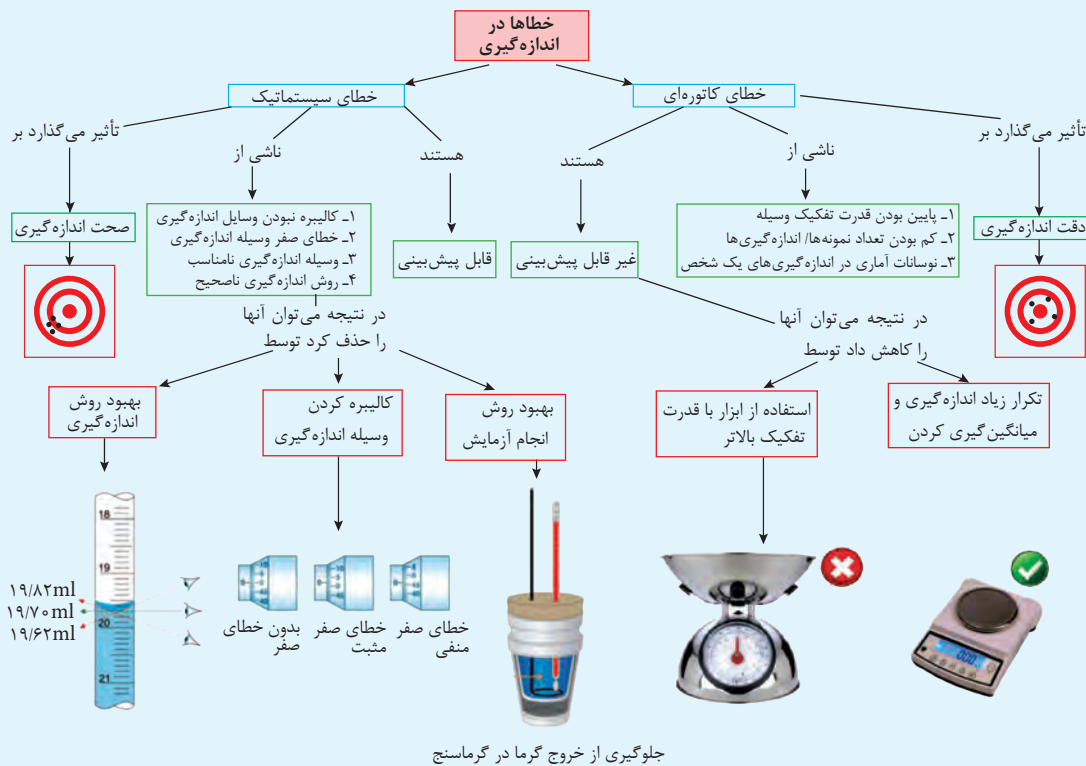 خطاها در
اندازه‌گیری
خطای کاتوره‌ای
خطای سیستماتیک
تأثیر می‌گذارد بر
ناشی از
هستند
دقت اندازه‌گیری
۱ـ پایین بودن قدرت تفکیک وسیله
۲ـ کم بودن تعداد نمونه‌ها/ اندازه‌گیری‌ها
۳ـ نوسانات آماری در اندازه‌گیری‌های یک شخص
غیر قابل پیش‌بینی
در نتیجه می‌توان آنها
را کاهش داد توسط
تکرار زیاد اندازه‌گیری و
میانگین‌گیری کردن
استفاده از ابزار با قدرت
تفکیک بالاتر
هستند
ناشی از
تأثیر می‌گذارد بر
قابل پیش‌بینی
۱ـ کالیبره نبودن وسایل اندازه‌گیری
۲ـ خطای صفر وسیله اندازه‌گیری
۳ـ وسیله اندازه‌گیری نامناسب
۴ـ روش اندازه‌گیری ناصحیح
صحت اندازه‌گیری
در نتیجه می‌توان آنها
را حذف کرد توسط
بهبود روش
انجام آزمایش
کالیبره کردن
وسیله اندازه‌گیری
بهبود روش
اندازه‌گیری
خطای صفر
منفی
خطای صفر
مثبت
بدون خطای
صفر
18
19
20
21
۱۹/۸۲ml
۱۹/۷۰ml
۱۹/۶۲ml
جلوگیری از خروج گرما در گرماسنج